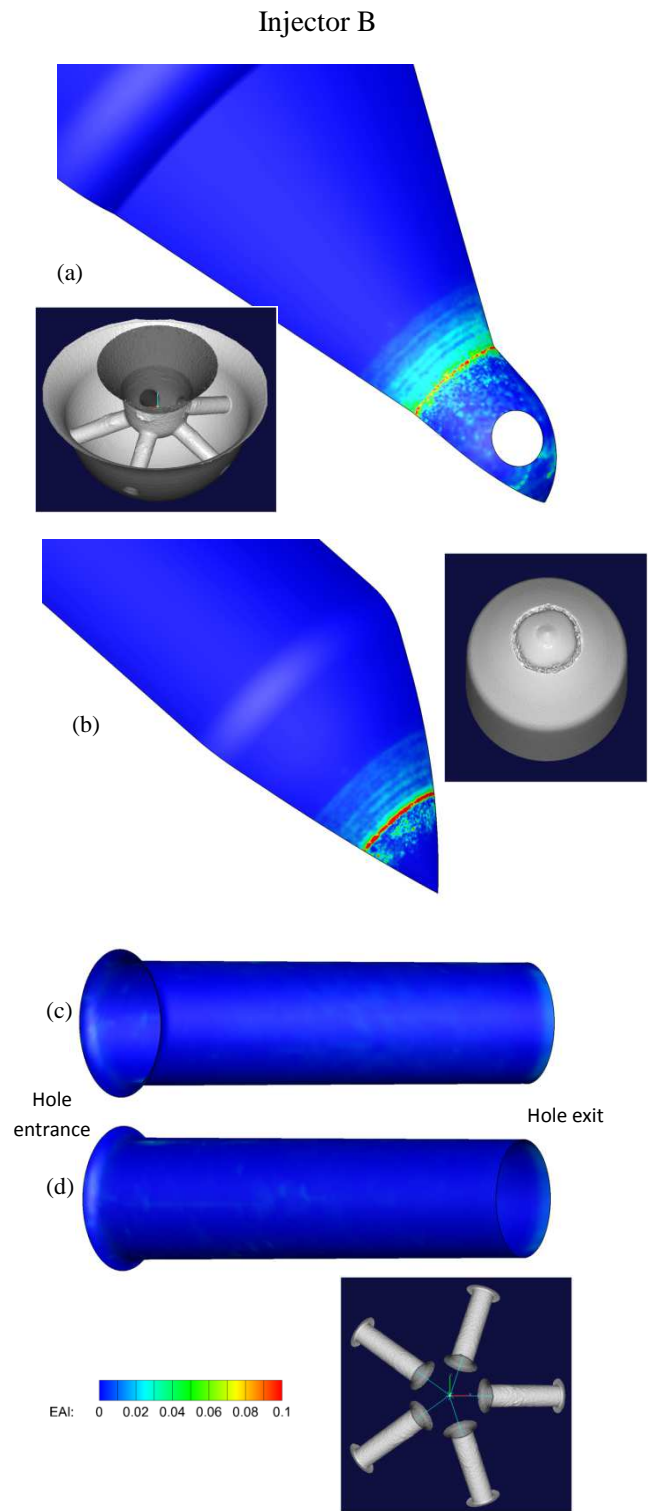 Injector B
(a)
(b)
(c)
Hole
entrance
Hole exit
(d)
EAI: 0 0.02 0.04 0.06 0.08 0.1